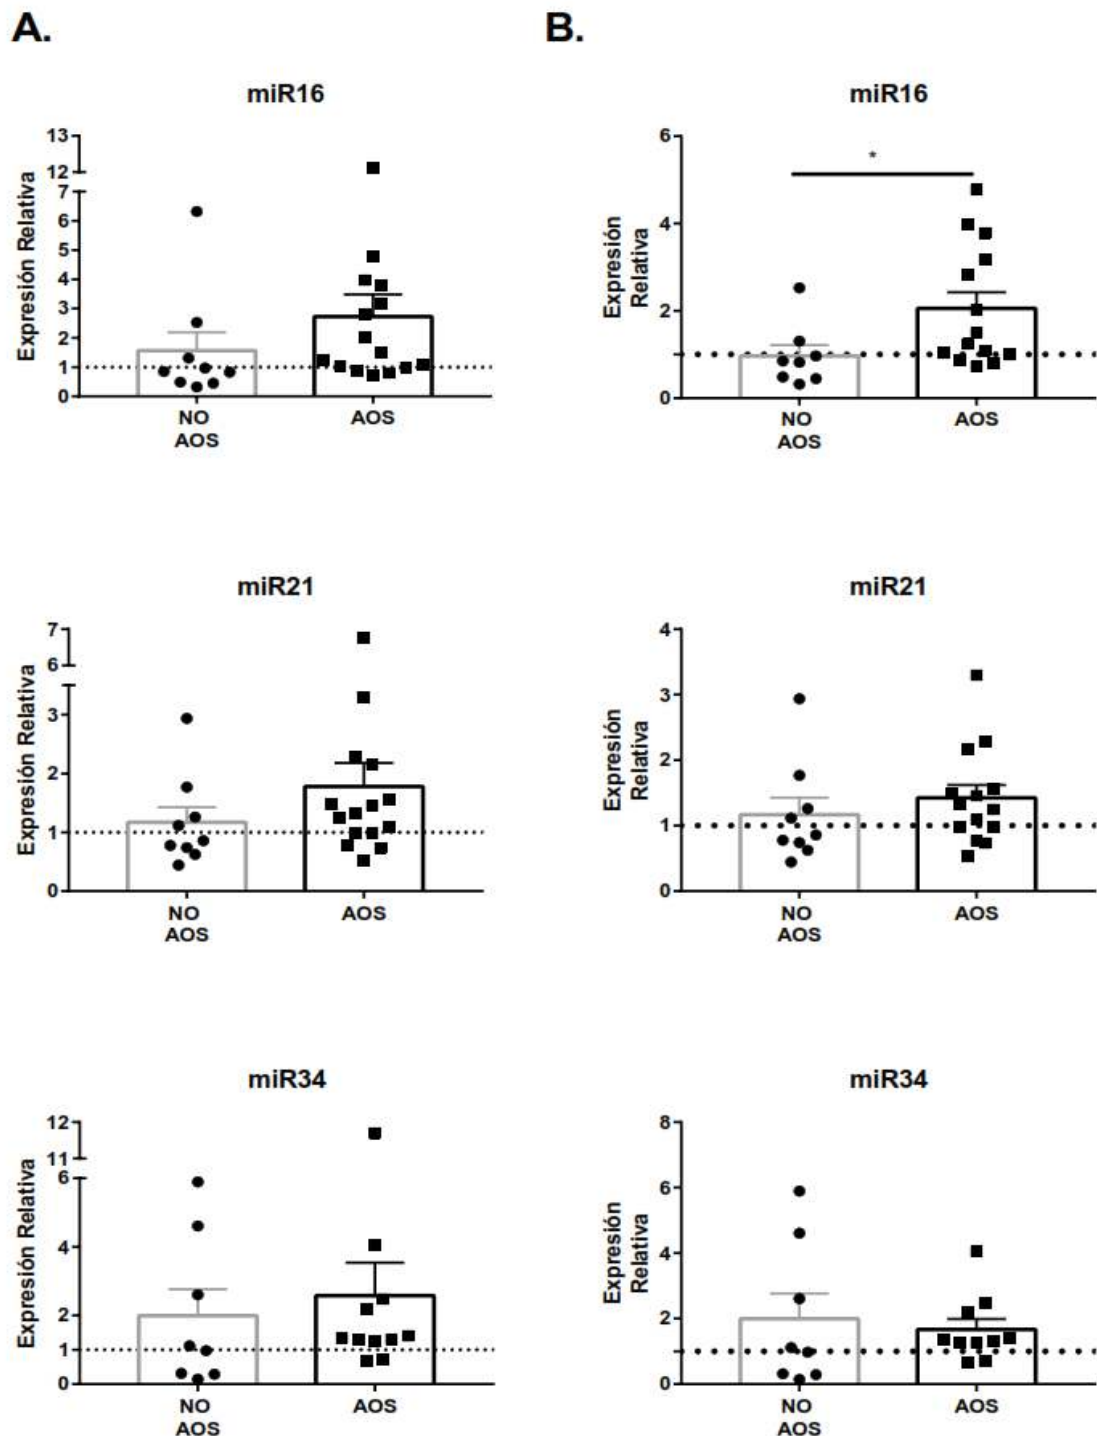 A.
B.
miR16
13
12
7
6
5
4
3
2
1
0
Expresión Relativa
NO
AOS
AOS
miR16
*
6
4
2
0
Expresión
Relativa
NO
AOS
AOS
miR21
7
6
3
2
1
0
Expresión Relativa
NO
AOS
AOS
miR21
4
3
2
1
0
Expresión
Relativa
NO
AOS
AOS
miR34
12
11
6
4
2
1
0
Expresión Relativa
NO
AOS
AOS
miR34
8
6
4
2
1
0
Expresión
Relativa
NO
AOS
AOS